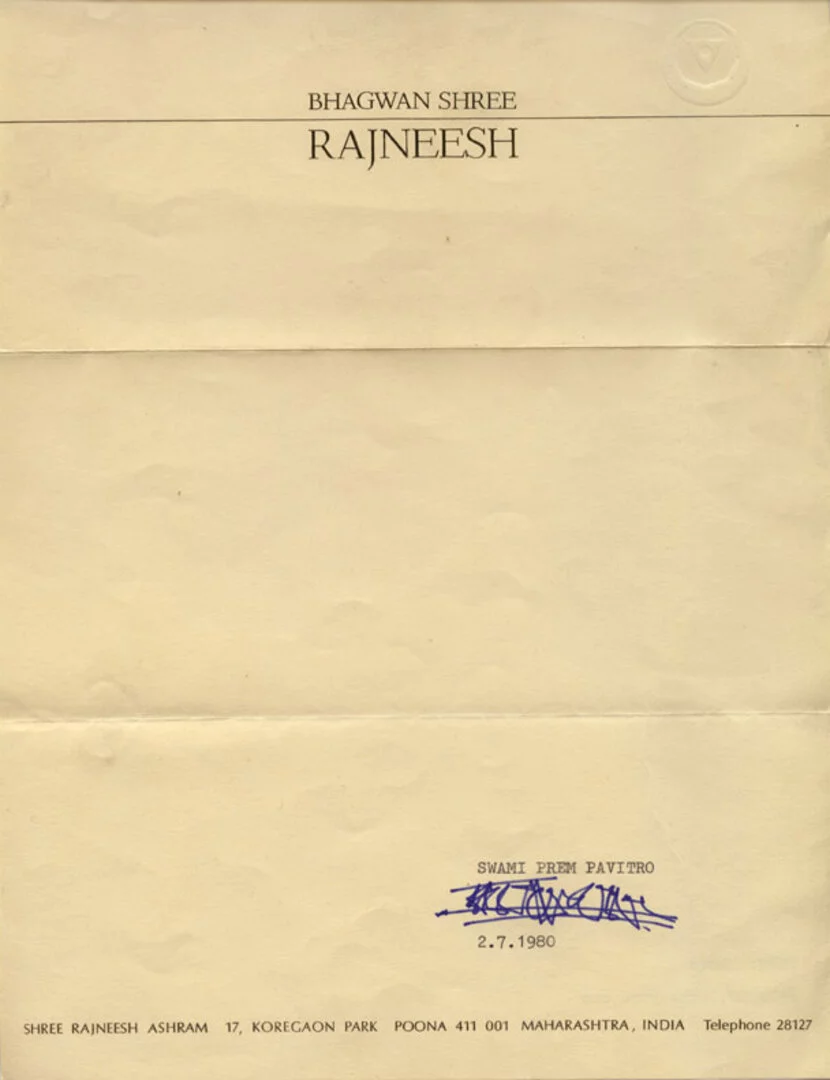 BHAGWAN SHREE
RAJNEESH
SWAMI PREM PAVITRO
2.7.1980
SHREE RAJNEESH ASHRAM 17, KOREGAON PARK POONA 411 001 MAHARASHTRA, INDIA Telephone 28127